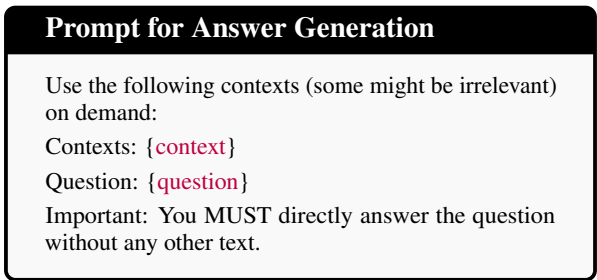 Prompt for Answer Generation
Use the following contexts (some might be irrelevant)
on demand:
Contexts: {context}
Question: {question}
Important: You MUST directly answer the question
without any other text.